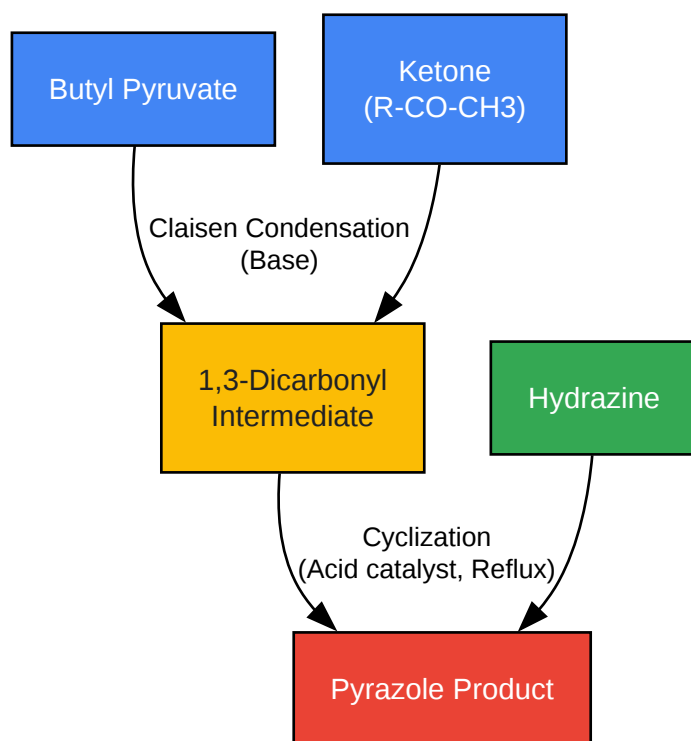 Butyl Pyruvate
Ketone
(R-CO-CH3)
Claisen Condensation
(Base)
1,3-Dicarbonyl
Intermediate
Hydrazine
Cyclization
(Acid catalyst, Reflux)
Pyrazole Product